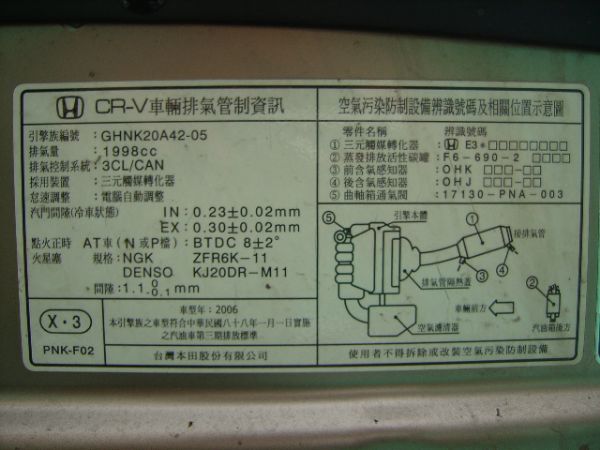 CR-V車輛排氣管制資訊
引擎族編號:GHNK20A42-05
排氣量:1998cc
排氣控制系統:3CL/CAN
採用裝置:三元觸媒轉化器
怠速調整:電腦自動調整
汽門間隙(冷車狀態) IN:0.23±0.02mm
EX:0.30±0.02mm
點火正時 AT車(N或P檔):BTDC 8±2°
火星塞 規格:NGK ZFR6K-11
DENSO KJ20DR-M11
間隙:1.1 0 0.1 mm
X·3
PNK-F02
車型年:2006
本引擎族之車型符合中華民國八十八年一月一日實施
之汽油車第三期排放標準
台灣本田股份有限公司
空氣污染防制設備辨識號碼及相關位置示意圖
零件名稱 辨識號碼
①三元觸媒轉化器:E3*□□□□□□□□
②蒸發排放活性碳罐:F6-690-2□□□□
③前含氧感知器:OHK□□□-□□
④後含氧感知器:OHJ□□□-□□
⑤曲軸箱通氣閥:17130-PNA-003
引擎本體
⑤
①
接排氣管
④
③
排氣管隔熱蓋
空氣濾清器
車輛前方
②
汽油箱後方
使用者不得拆除或改裝空氣污染防制設備